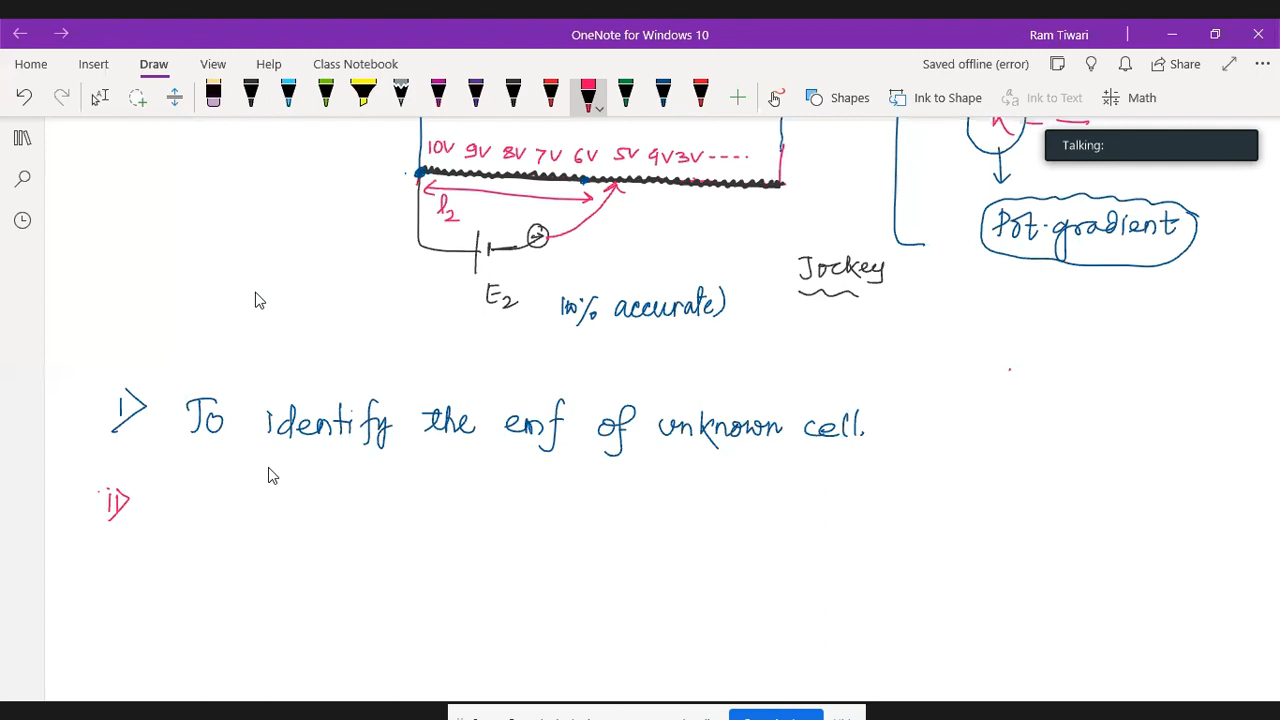 OneNote for Windows 10
Ram Tiwari
Home Insert Draw View Help Class Notebook
Saved offline (error)
Share
Shapes
Ink to Shape
Ink to Text
Math
Talking:
10V 9V 8V 7V 6V 5V 4V 3V ----
l2
K
Pot. gradient
Jockey
E2
100% accurate)
i> To identify the emf of unknown cell.
ii>